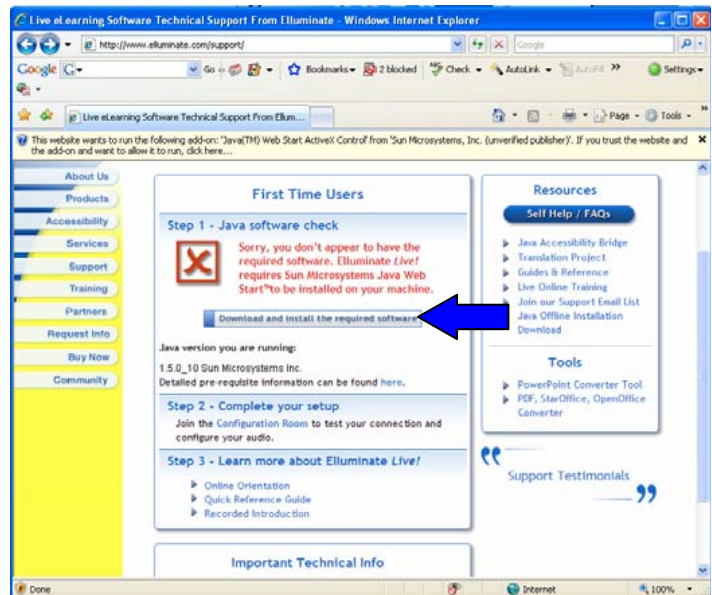 Live eLearning Software Technical Support From Elluminate - Windows Internet Explorer
http://www.elluminate.com/support/
Google
Google
G
Go
Bookmarks
2 blocked
Check
AutoLink
AutoFill
Settings
Live eLearning Software Technical Support From Ellum...
Page
Tools
This website wants to run the following add-on: 'Java(TM) Web Start ActiveX Control' from 'Sun Microsystems, Inc. (unverified publisher)'. If you trust the website and
the add-on and want to allow it to run, click here...
About Us
Products
Accessibility
Services
Support
Training
Partners
Request Info
Buy Now
Community
First Time Users
Step 1 - Java software check
Sorry, you don't appear to have the
required software. Elluminate Live!
requires Sun Microsystems Java Web
Start™to be installed on your machine.
Download and install the required software
Java version you are running:
1.5.0_10 Sun Microsystems Inc.
Detailed pre-requisite information can be found here.
Step 2 - Complete your setup
Join the Configuration Room to test your connection and
configure your audio.
Step 3 - Learn more about Elluminate Live!
Online Orientation
Quick Reference Guide
Recorded Introduction
Important Technical Info
Resources
Self Help / FAQs
Java Accessibility Bridge
Translation Project
Guides & Reference
Live Online Training
Join our Support Email List
Java Offline Installation
Download
Tools
PowerPoint Converter Tool
PDF, StarOffice, OpenOffice
Converter
Support Testimonials
Done
Internet
100%